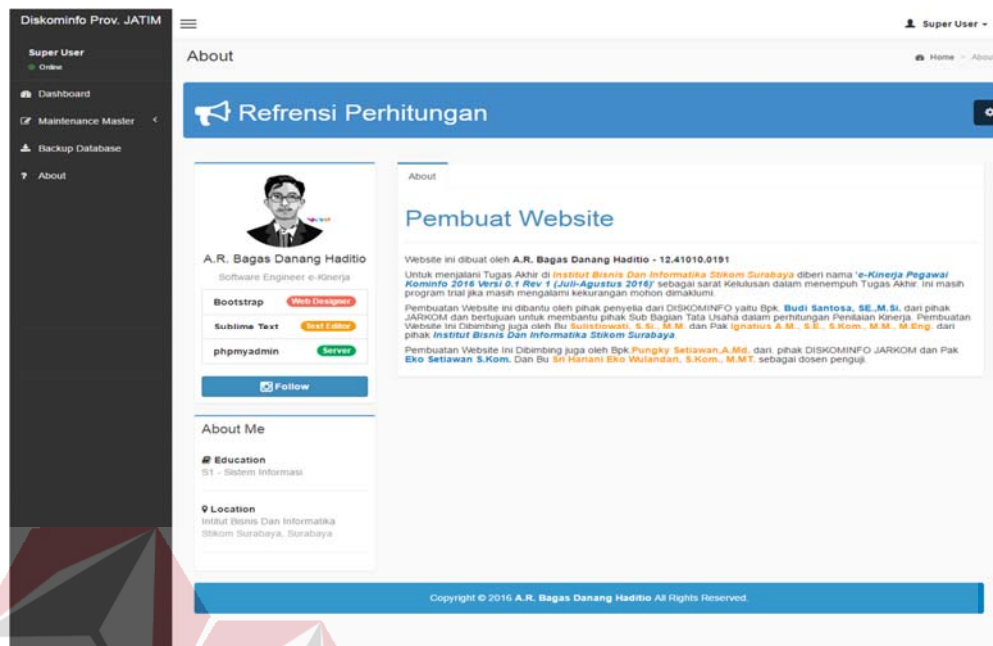 Diskominfo Prov. JATIM
Super User
Super User
Online
About
Home > Abou
Dashboard
Maintenance Master
Backup Database
About
Refrensi Perhitungan
A.R. Bagas Danang Haditio
Software Engineer e-Kinerja
Bootstrap Web Designer
Sublime Text Text Editor
phpmyadmin Server
Follow
About Me
Education
S1 - Sistem Informasi
Location
Intitut Bisnis Dan Informatika
Stikom Surabaya, Surabaya
About
Pembuat Website
Website ini dibuat oleh A.R. Bagas Danang Haditio - 12.41010.0191
Untuk menjalani Tugas Akhir di Institut Bisnis Dan Informatika Stikom Surabaya diberi nama 'e-Kinerja Pegawai
Kominfo 2016 Versi 0.1 Rev 1 (Juli-Agustus 2016)' sebagai sarat Kelulusan dalam menempuh Tugas Akhir. Ini masih
program trial jika masih mengalami kekurangan mohon dimaklumi.
Pembuatan Website ini dibantu oleh pihak penyelia dari DISKOMINFO yaitu Bpk. Budi Santosa, SE.,M.Si. dari pihak
JARKOM dan bertujuan untuk membantu pihak Sub Bagian Tata Usaha dalam perhitungan Penilaian Kinerja. Pembuatan
Website Ini Dibimbing juga oleh Bu Sulistiowati, S.Si., M.M. dan Pak Ignatius A.M., S.E., S.Kom., M.M., M.Eng. dari
pihak Institut Bisnis Dan Informatika Stikom Surabaya.
Pembuatan Website Ini Dibimbing juga oleh Bpk.Pungky Setiawan,A.Md. dari. pihak DISKOMINFO JARKOM dan Pak
Eko Setiawan S.Kom. Dan Bu Sri Hariani Eko Wulandari, S.Kom., M.MT. sebagai dosen penguji.
Copyright © 2016 A.R. Bagas Danang Haditio All Rights Reserved.